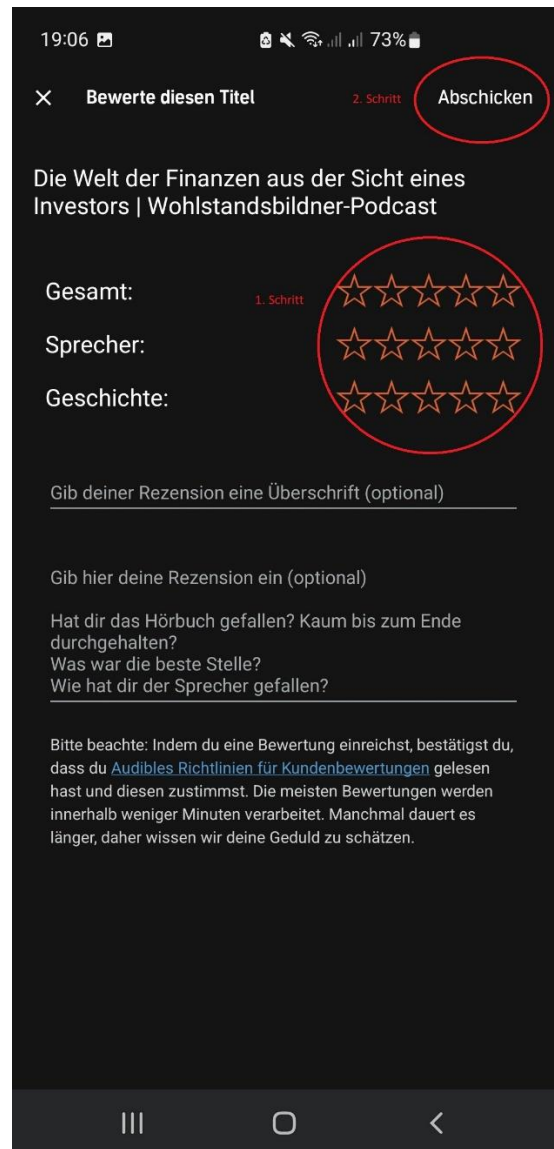 19:06 73%
Bewerte diesen Titel 2. Schritt Abschicken
Die Welt der Finanzen aus der Sicht eines
Investors | Wohlstandsbildner-Podcast
Gesamt: 1. Schritt
Sprecher:
Geschichte:
Gib deiner Rezension eine Überschrift (optional)
Gib hier deine Rezension ein (optional)
Hat dir das Hörbuch gefallen? Kaum bis zum Ende
durchgehalten?
Was war die beste Stelle?
Wie hat dir der Sprecher gefallen?
Bitte beachte: Indem du eine Bewertung einreichst, bestätigst du,
dass du Audibles Richtlinien für Kundenbewertungen gelesen
hast und diesen zustimmst. Die meisten Bewertungen werden
innerhalb weniger Minuten verarbeitet. Manchmal dauert es
länger, daher wissen wir deine Geduld zu schätzen.